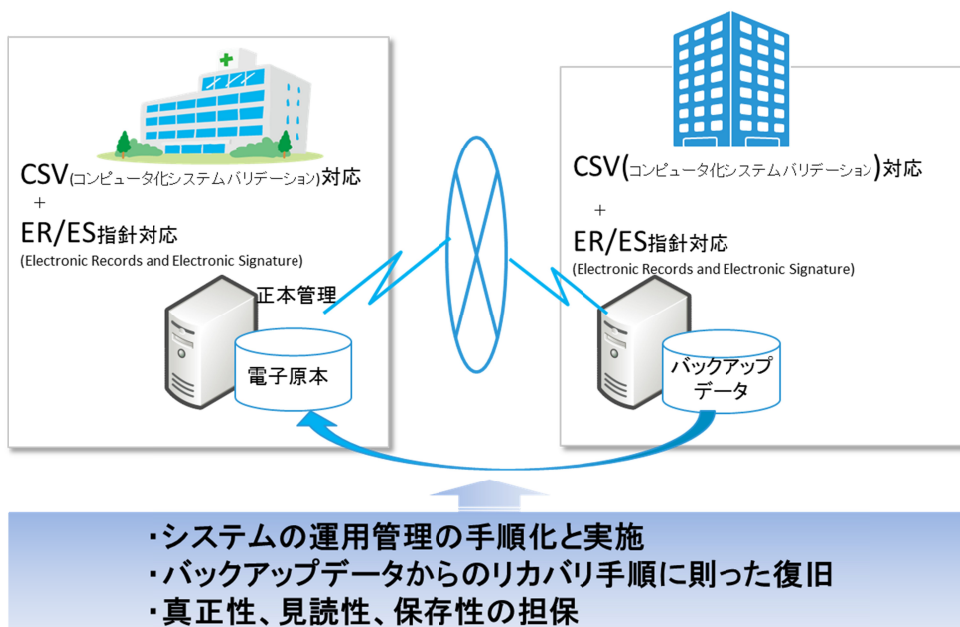 CSV(コンピュータ化システムバリデーション)対応
+
ER/ES指針対応
(Electronic Records and Electronic Signature)
正本管理
電子原本
CSV(コンピュータ化システムバリデーション)対応
+
ER/ES指針対応
(Electronic Records and Electronic Signature)
バックアップ
データ
・システムの運用管理の手順化と実施
・バックアップデータからのリカバリ手順に則った復旧
・真正性、見読性、保存性の担保